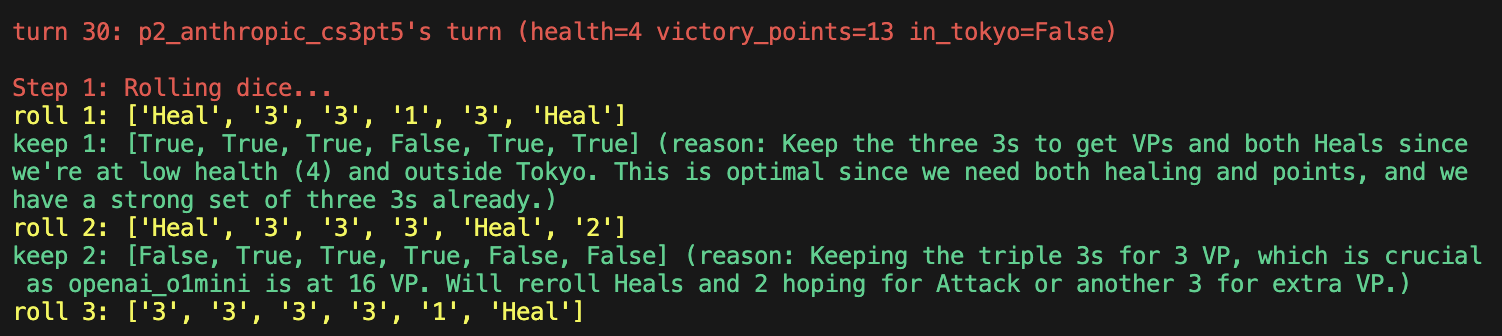 turn 30: p2_anthropic_cs3pt5's turn (health=4 victory_points=13 in_tokyo=False)
Step 1: Rolling dice...
roll 1: ['Heal', '3', '3', '1', '3', 'Heal']
keep 1: [True, True, True, False, True, True] (reason: Keep the three 3s to get VPs and both Heals since
we're at low health (4) and outside Tokyo. This is optimal since we need both healing and points, and we
have a strong set of three 3s already.)
roll 2: ['Heal', '3', '3', '3', 'Heal', '2']
keep 2: [False, True, True, True, False, False] (reason: Keeping the triple 3s for 3 VP, which is crucial
as openai_o1mini is at 16 VP. Will reroll Heals and 2 hoping for Attack or another 3 for extra VP.)
roll 3: ['3', '3', '3', '3', '1', 'Heal']